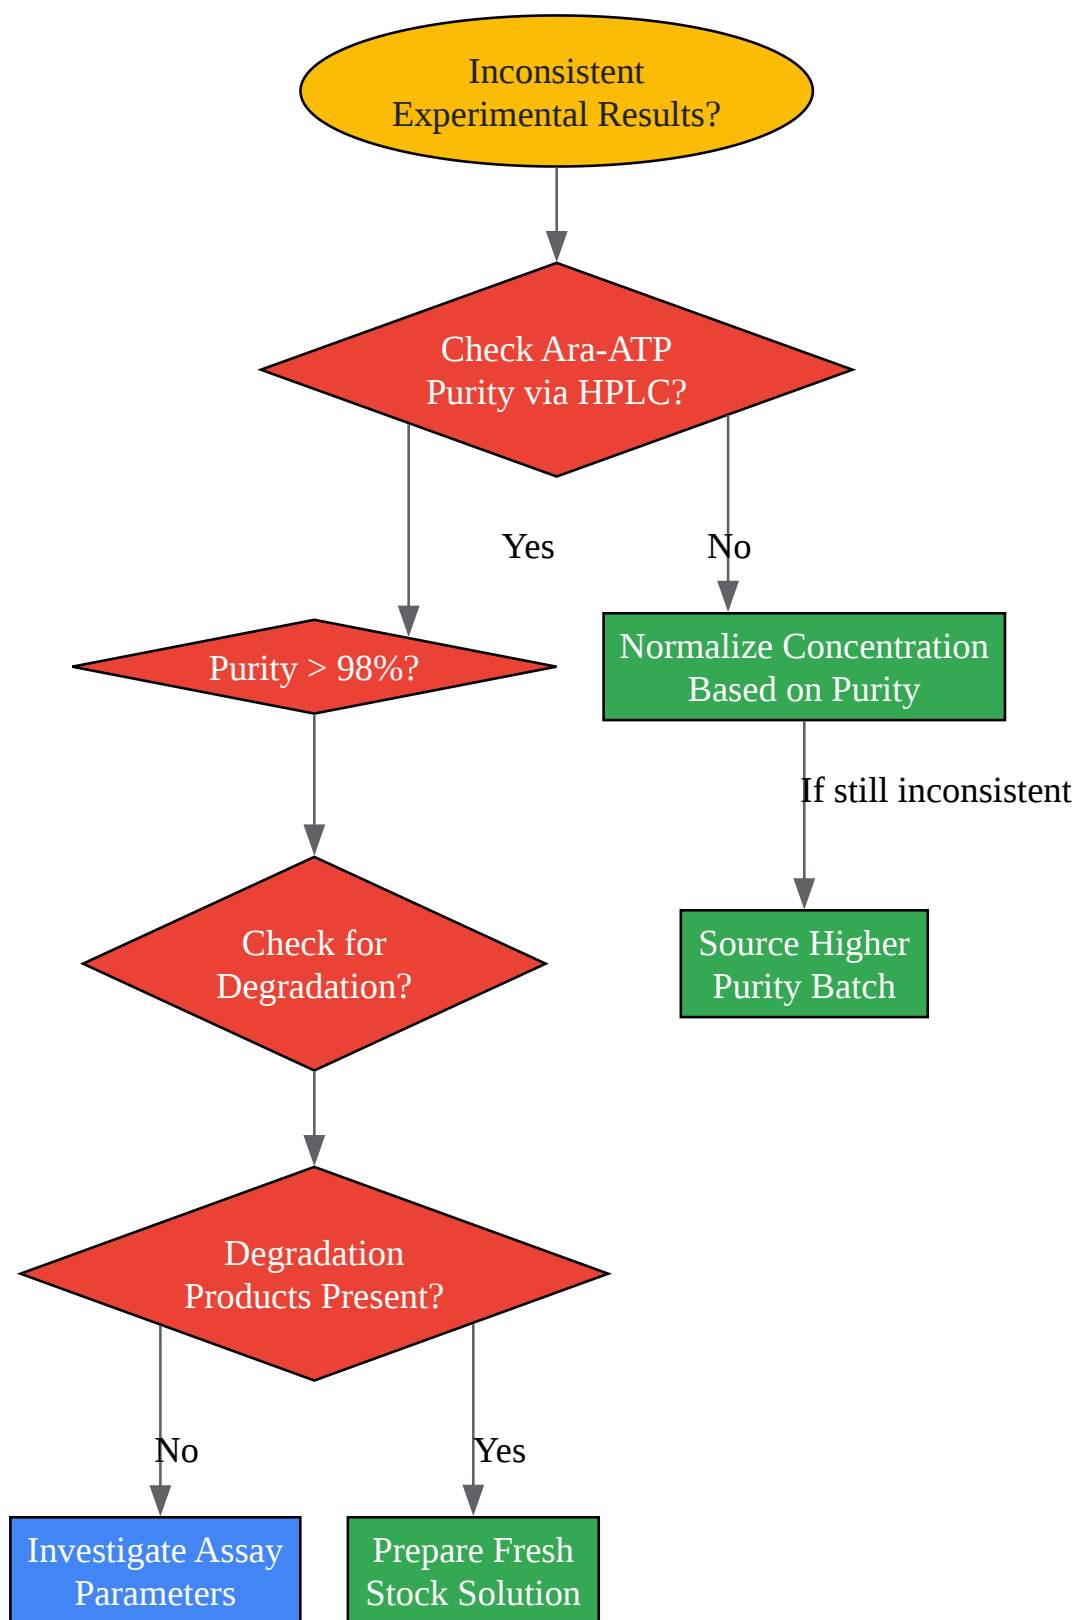 Inconsistent
Experimental Results?
Check Ara-ATP
Purity via HPLC?
Yes
No
Purity > 98%?
Normalize Concentration
Based on Purity
If still inconsistent
Check for
Degradation?
Source Higher
Purity Batch
Degradation
Products Present?
No
Yes
Investigate Assay
Parameters
Prepare Fresh
Stock Solution